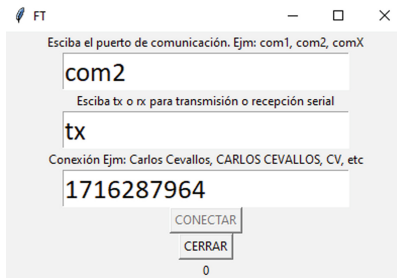 FT
Esciba el puerto de comunicación. Ejm: com1, com2, comX
com2
Esciba tx o rx para transmisión o recepción serial
tx
Conexión Ejm: Carlos Cevallos, CARLOS CEVALLOS, CV, etc
1716287964
CONECTAR
CERRAR
0